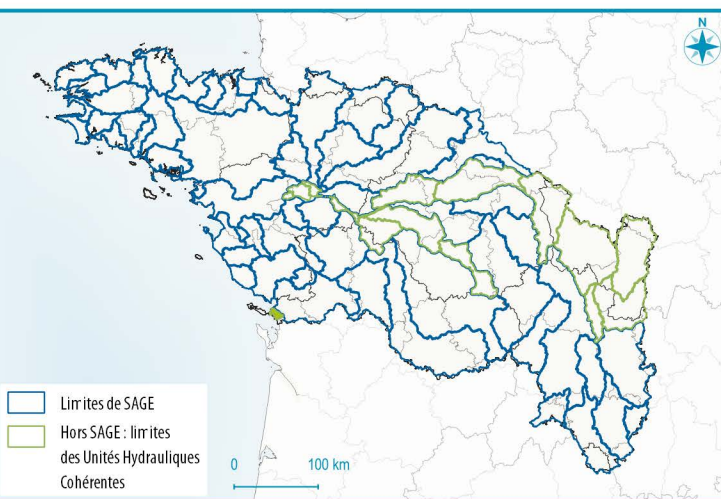 N
Limites de SAGE
Hors SAGE : limites
des Unités Hydrauliques
Cohérentes
0 100 km